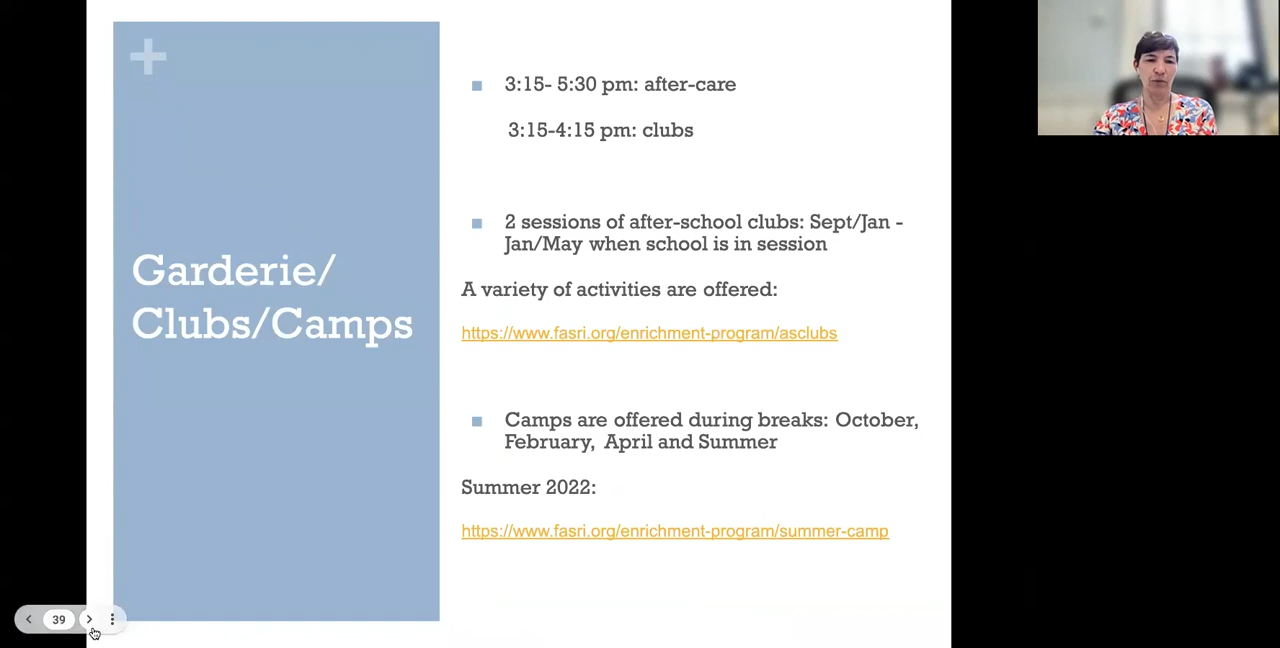 +
Garderie/
Clubs/Camps
3:15- 5:30 pm: after-care
3:15-4:15 pm: clubs
2 sessions of after-school clubs: Sept/Jan -
Jan/May when school is in session
A variety of activities are offered:
https://www.fasri.org/enrichment-program/asclubs
Camps are offered during breaks: October,
February, April and Summer
Summer 2022:
https://www.fasri.org/enrichment-program/summer-camp
39